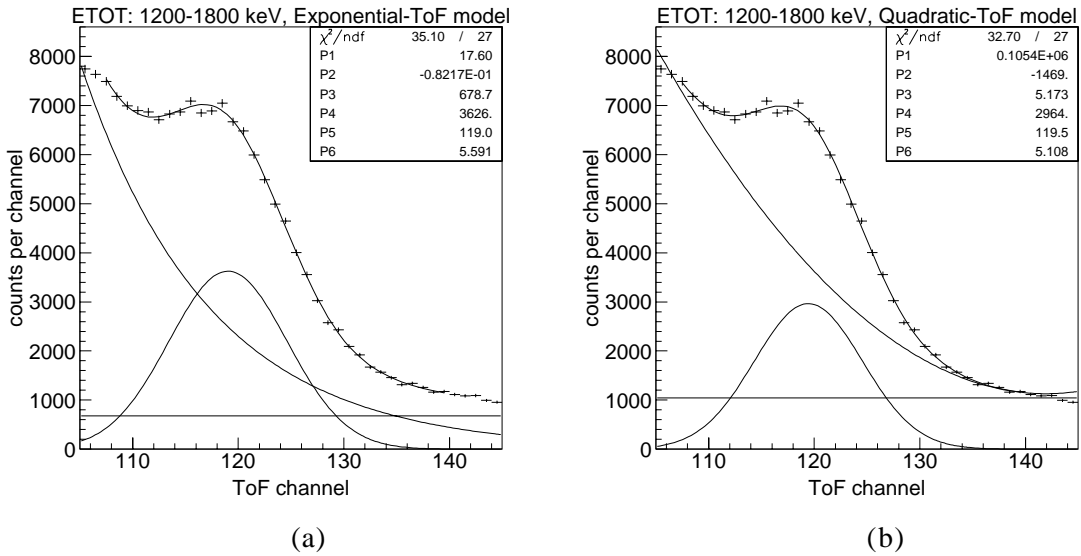 ETOT: 1200-1800 keV, Exponential-ToF model
χ²/ndf 35.10 / 27
P1 17.60
P2 -0.8217E-01
P3 678.7
P4 3626.
P5 119.0
P6 5.591
counts per channel
8000
7000
6000
5000
4000
3000
2000
1000
0
110 120 130 140
ToF channel
(a)
ETOT: 1200-1800 keV, Quadratic-ToF model
χ²/ndf 32.70 / 27
P1 0.1054E+06
P2 -1469.
P3 5.173
P4 2964.
P5 119.5
P6 5.108
counts per channel
8000
7000
6000
5000
4000
3000
2000
1000
0
110 120 130 140
ToF channel
(b)